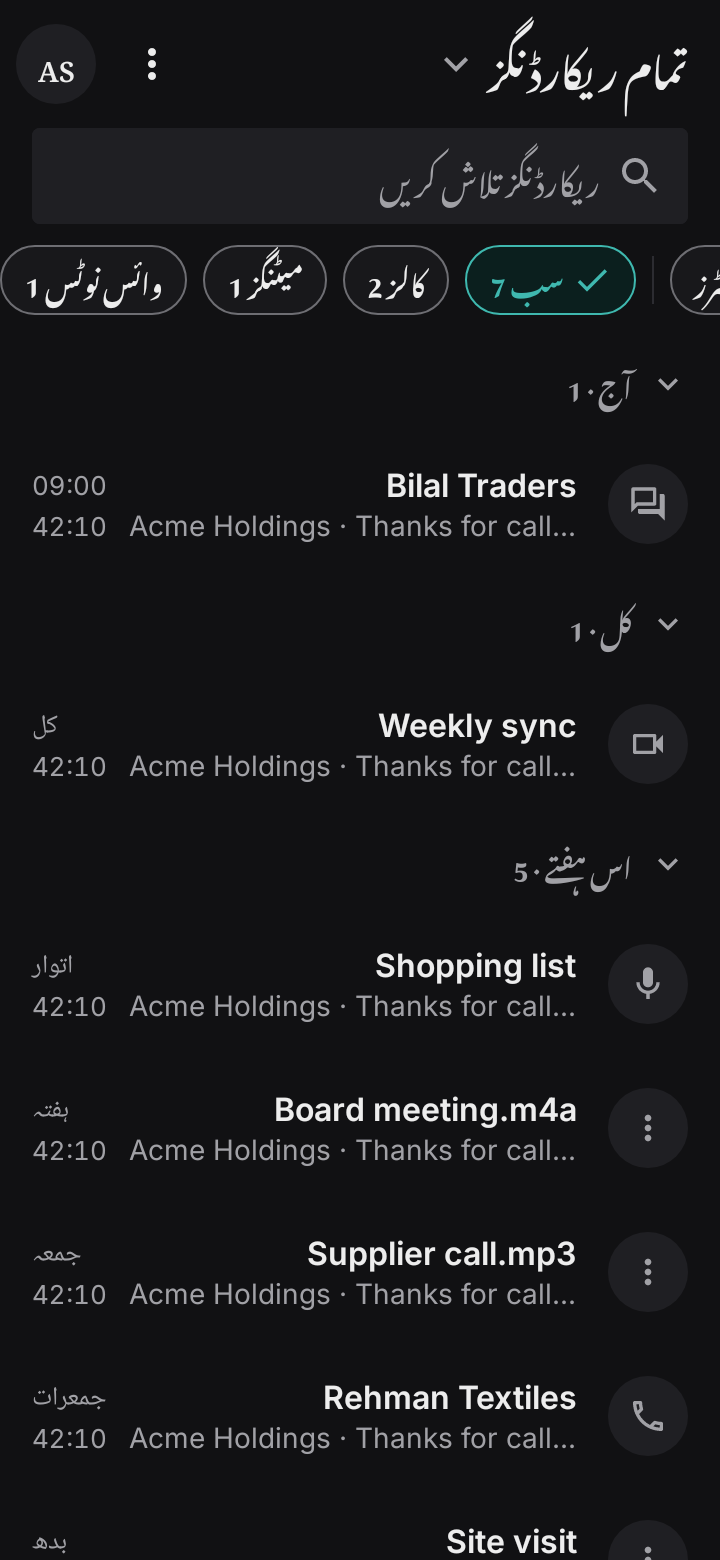 تمام ریکارڈنگز
AS
ریکارڈنگز تلاش کریں
سب 7
کالز 2
میٹنگز 1
وائس نوٹس 1
آج · 1
Bilal Traders
09:00
Acme Holdings · Thanks for call...
42:10
کل · 1
Weekly sync
کل
Acme Holdings · Thanks for call...
42:10
اس ہفتے · 5
Shopping list
اتوار
Acme Holdings · Thanks for call...
42:10
Board meeting.m4a
ہفتہ
Acme Holdings · Thanks for call...
42:10
Supplier call.mp3
جمعہ
Acme Holdings · Thanks for call...
42:10
Rehman Textiles
جمعرات
Acme Holdings · Thanks for call...
42:10
Site visit
بدھ